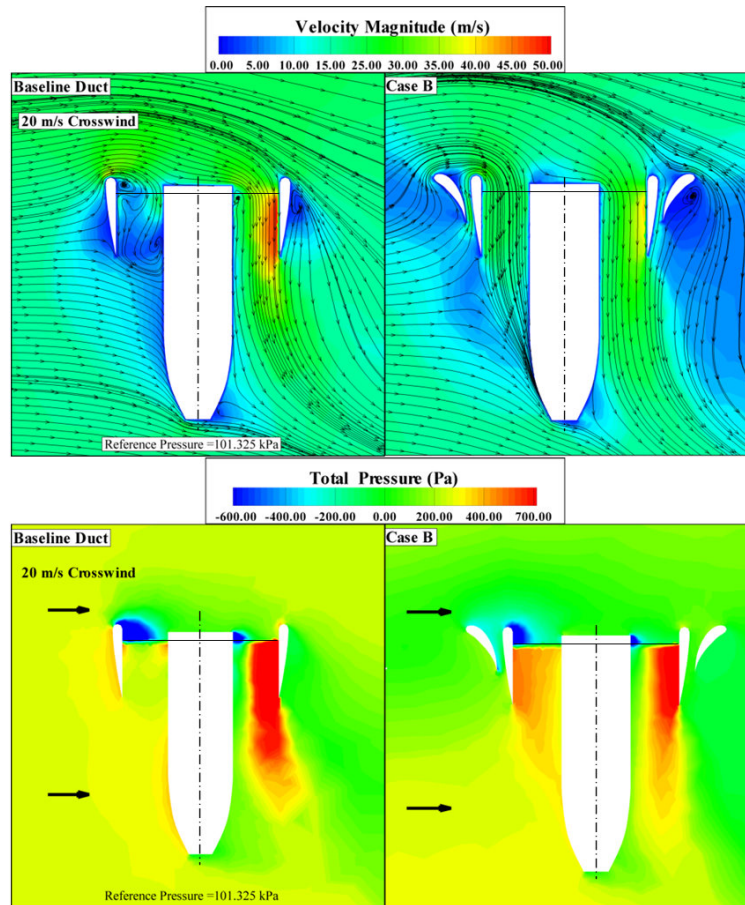 Velocity Magnitude (m/s)
0.00 5.00 10.00 15.00 20.00 25.00 30.00 35.00 40.00 45.00 50.00
Baseline Duct
20 m/s Crosswind
Reference Pressure =101.325 kPa
Case B
Total Pressure (Pa)
-600.00 -400.00 -200.00 0.00 200.00 400.00 700.00
Baseline Duct
20 m/s Crosswind
Reference Pressure =101.325 kPa
Case B